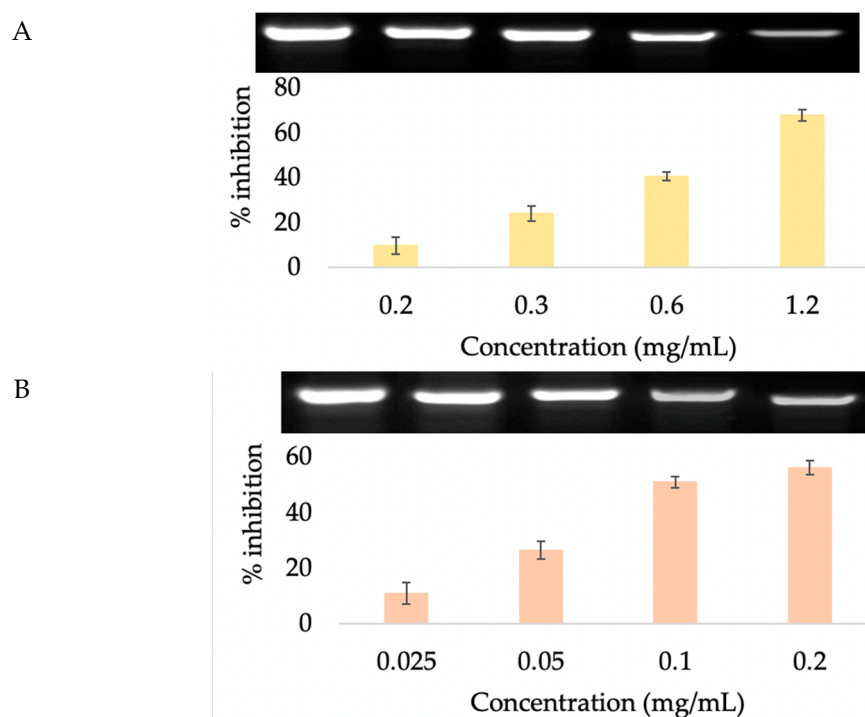 A
% inhibition
80
60
40
20
0
0.2 0.3 0.6 1.2
Concentration (mg/mL)
B
% inhibition
60
40
20
0
0.025 0.05 0.1 0.2
Concentration (mg/mL)